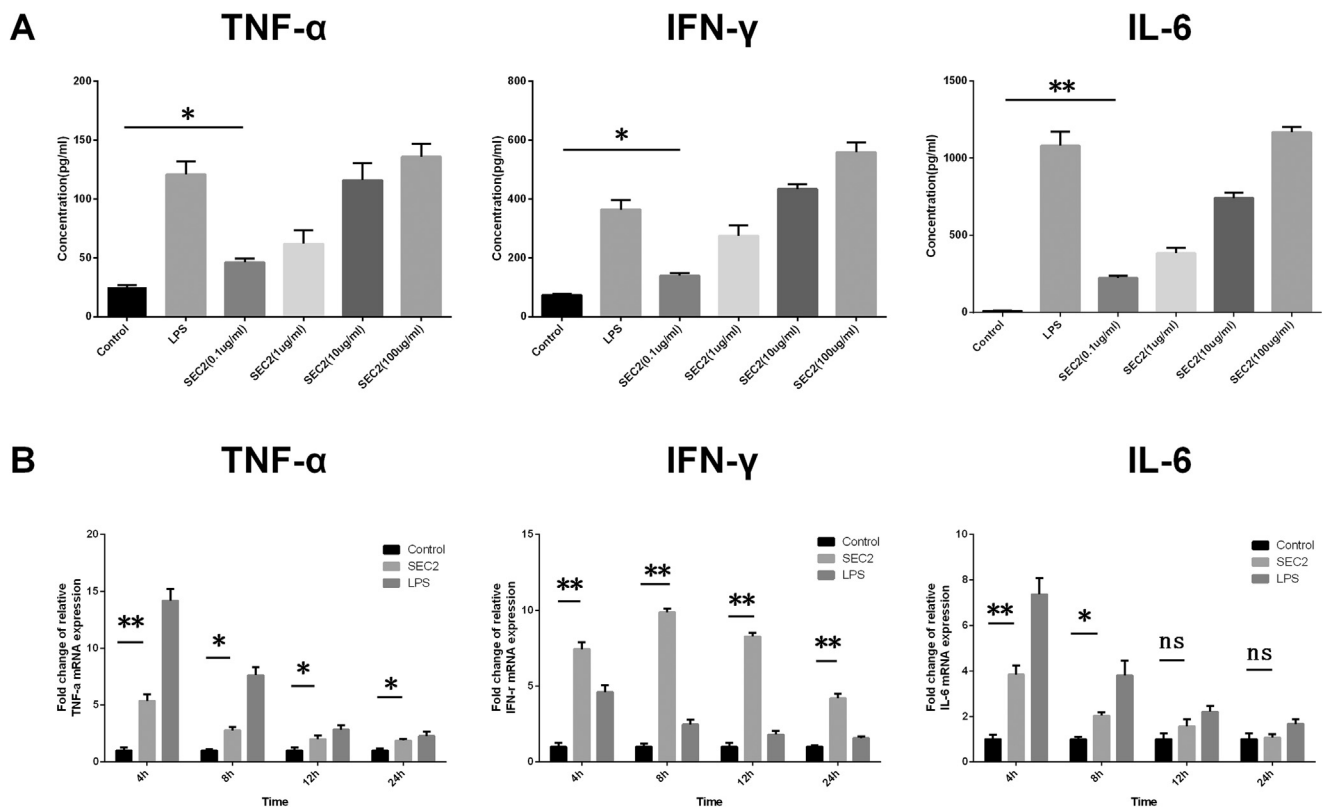 A
TNF-α
IFN-γ
IL-6
200
150
100
50
0
Concentration(pg/ml)
*
Control
LPS
SEC2(0.1ug/ml)
SEC2(1ug/ml)
SEC2(10ug/ml)
SEC2(100ug/ml)
800
600
400
200
0
Concentration(pg/ml)
*
Control
LPS
SEC2(0.1ug/ml)
SEC2(1ug/ml)
SEC2(10ug/ml)
SEC2(100ug/ml)
1500
1000
500
0
Concentration(pg/ml)
**
Control
LPS
SEC2(0.1ug/ml)
SEC2(1ug/ml)
SEC2(10ug/ml)
SEC2(100ug/ml)
B
TNF-α
IFN-γ
IL-6
20
15
10
5
0
Fold change of relative
TNF-a mRNA expression
Control
SEC2
LPS
**
*
*
*
4h
8h
12h
24h
Time
15
10
5
0
Fold change of relative
IFN-r mRNA expression
Control
SEC2
LPS
**
**
**
**
4h
8h
12h
24h
Time
10
8
6
4
2
0
Fold change of relative
IL-6 mRNA expression
Control
SEC2
LPS
**
*
ns
ns
4h
8h
12h
24h
Time